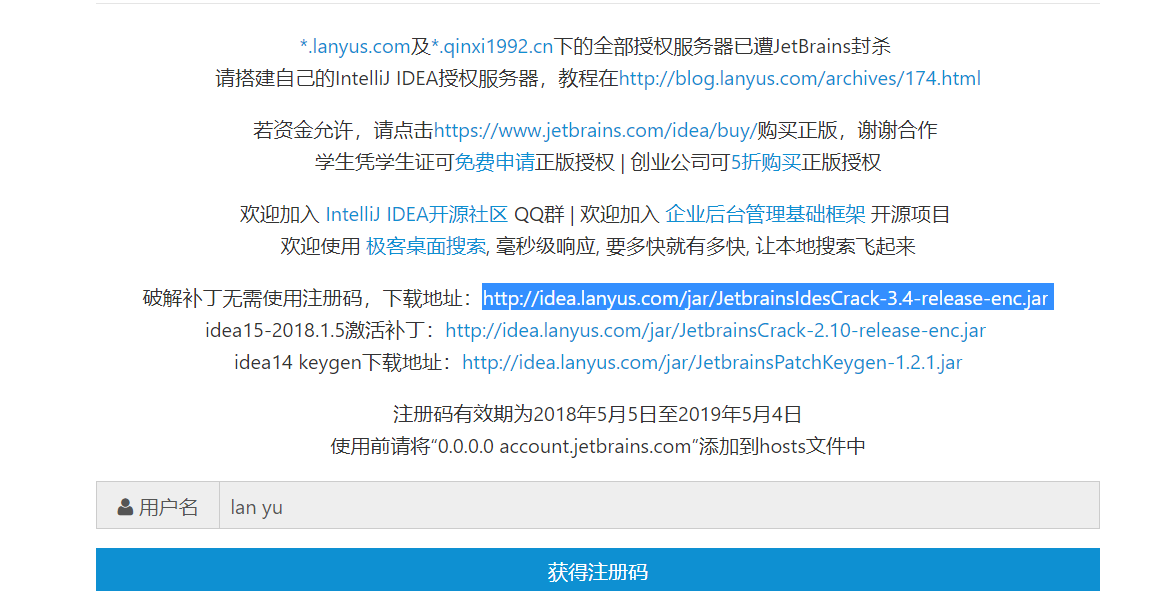 *.lanyus.com及*.qinxi1992.cn下的全部授权服务器已遭JetBrains封杀
请搭建自己的IntelliJ IDEA授权服务器，教程在http://blog.lanyus.com/archives/174.html
若资金允许，请点击https://www.jetbrains.com/idea/buy/购买正版，谢谢合作
学生凭学生证可免费申请正版授权 | 创业公司可5折购买正版授权
欢迎加入 IntelliJ IDEA开源社区 QQ群 | 欢迎加入 企业后台管理基础框架 开源项目
欢迎使用 极客桌面搜索, 毫秒级响应, 要多快就有多快, 让本地搜索飞起来
破解补丁无需使用注册码，下载地址：http://idea.lanyus.com/jar/JetbrainsIdesCrack-3.4-release-enc.jar
idea15-2018.1.5激活补丁：http://idea.lanyus.com/jar/JetbrainsCrack-2.10-release-enc.jar
idea14 keygen下载地址：http://idea.lanyus.com/jar/JetbrainsPatchKeygen-1.2.1.jar
注册码有效期为2018年5月5日至2019年5月4日
使用前请将“0.0.0.0 account.jetbrains.com”添加到hosts文件中
用户名 lan yu
获得注册码